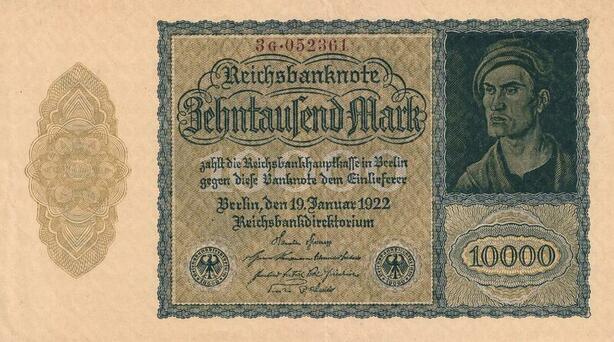 3G·052361
Reichsbanknote
Zehntausend Mark
zahlt die Reichsbankhauptkasse in Berlin
gegen diese Banknote dem Einlieferer
Berlin, den 19. Januar 1922
Reichsbankdirektorium
10000